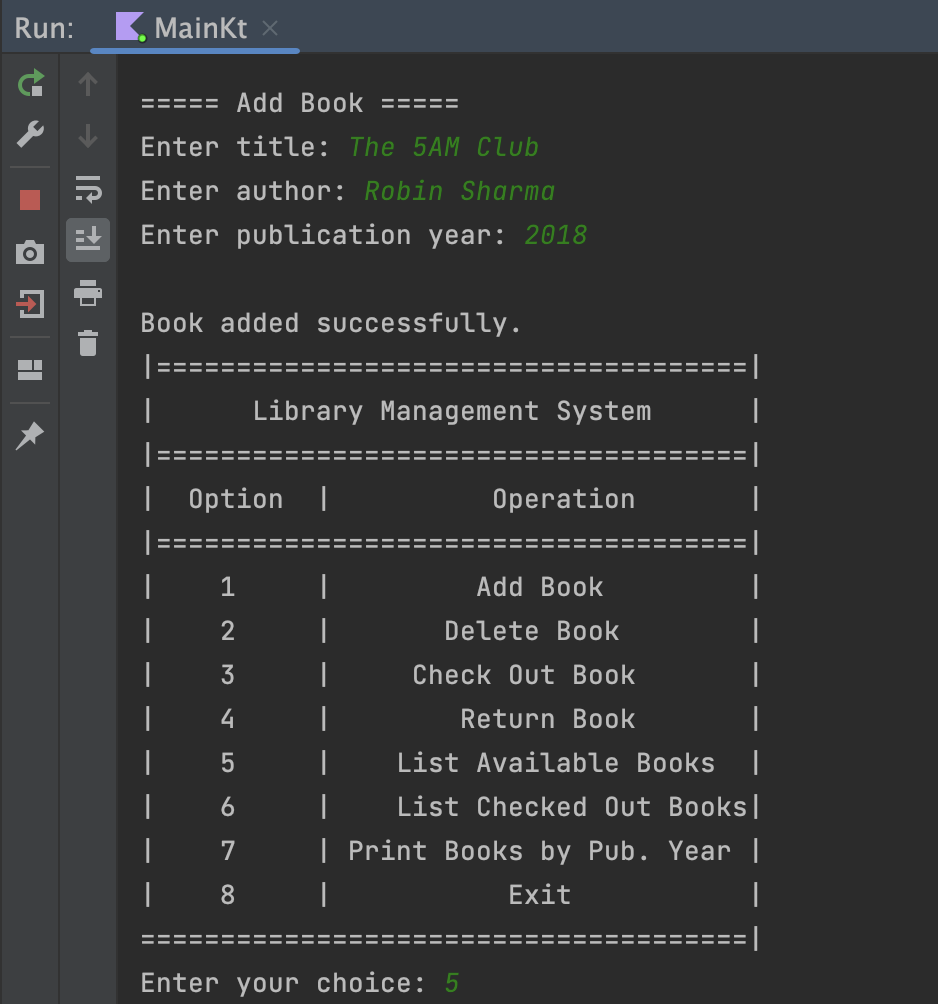 Run: MainKt
===== Add Book =====
Enter title: The 5AM Club
Enter author: Robin Sharma
Enter publication year: 2018
Book added successfully.
|=====================================|
|      Library Management System      |
|=====================================|
|  Option  |          Operation       |
|=====================================|
|    1     |         Add Book         |
|    2     |       Delete Book        |
|    3     |     Check Out Book       |
|    4     |        Return Book       |
|    5     |    List Available Books  |
|    6     |    List Checked Out Books|
|    7     | Print Books by Pub. Year |
|    8     |           Exit           |
======================================|
Enter your choice: 5